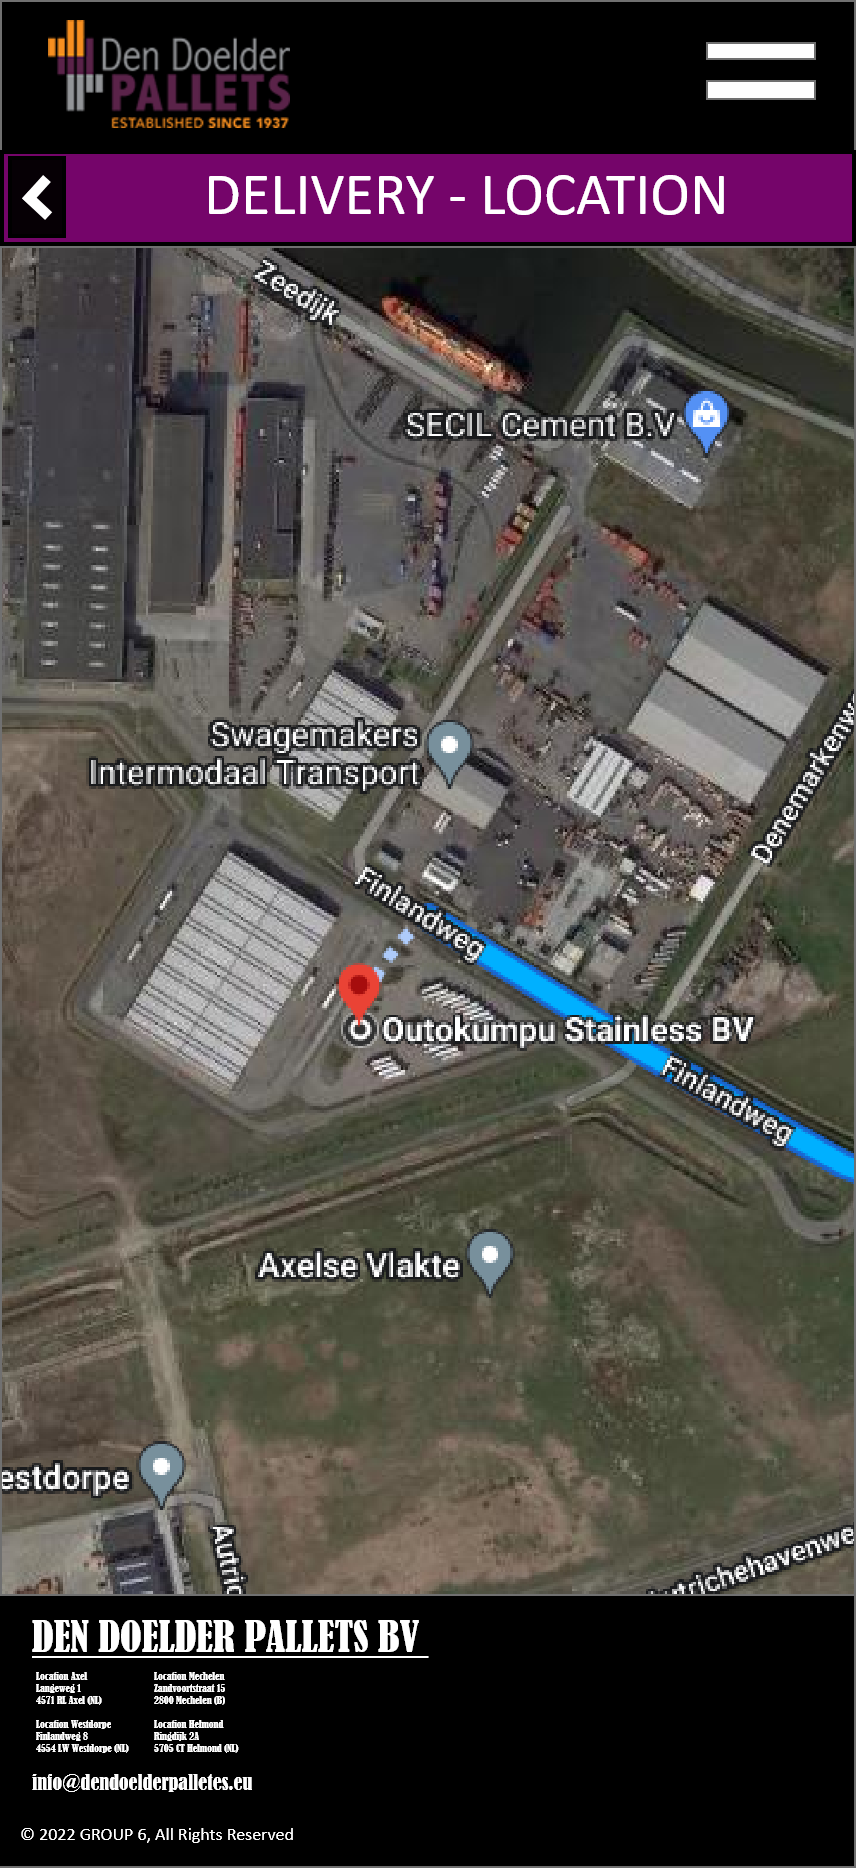 Den Doelder
PALLETS
ESTABLISHED SINCE 1937
DELIVERY - LOCATION
Zeedijk
SECIL Cement B.V
Swagemakers
Intermodaal Transport
Denemarkenwe
Finlandweg
Outokumpu Stainless BV
Finlandweg
Axelse Vlakte
estdorpe
Autric
utrichehavenwe
DEN DOELDER PALLETS BV
Location Axel
Langeweg 1
4571 RL Axel (NL)
Location Mechelen
Zandvoortstraat 15
2800 Mechelen (B)
Location Westdorpe
Finlandweg 8
4554 LW Westdorpe (NL)
Location Helmond
Ringdijk 2A
5705 CT Helmond (NL)
info@dendoelderpalletes.eu
© 2022 GROUP 6, All Rights Reserved